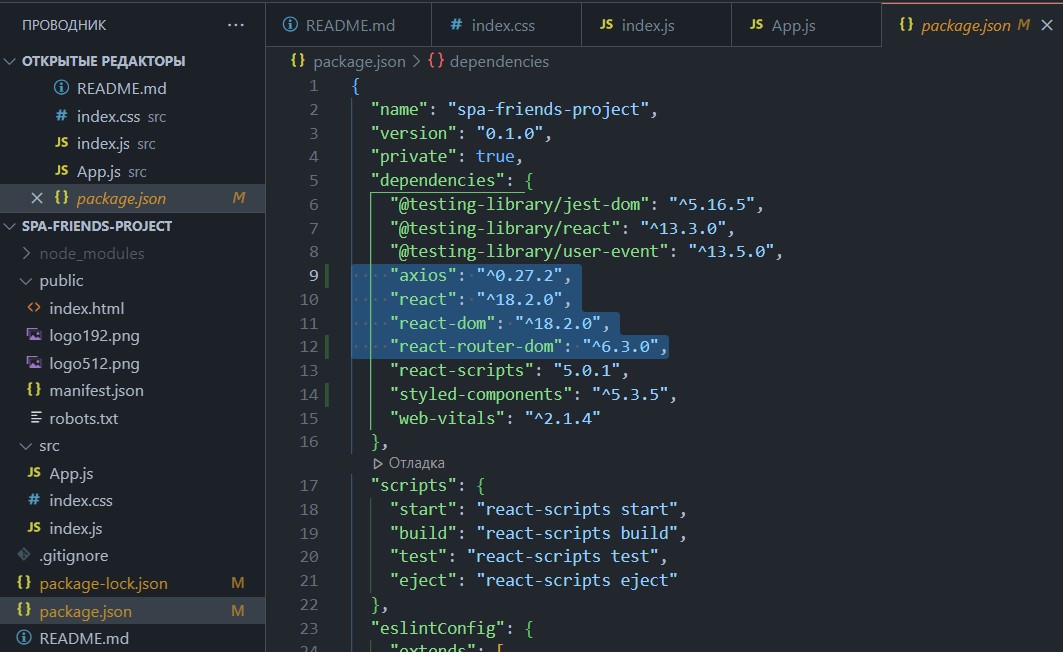 ПРОВОДНИК ···
ОТКРЫТЫЕ РЕДАКТОРЫ
README.md
# index.css src
JS index.js src
JS App.js src
{} package.json M
SPA-FRIENDS-PROJECT
node_modules
public
<> index.html
logo192.png
logo512.png
{} manifest.json
robots.txt
src
JS App.js
# index.css
JS index.js
.gitignore
{} package-lock.json M
{} package.json M
README.md
README.md # index.css JS index.js JS App.js {} package.json M
{} package.json > {} dependencies
1 {
2 "name": "spa-friends-project",
3 "version": "0.1.0",
4 "private": true,
5 "dependencies": {
6 "@testing-library/jest-dom": "^5.16.5",
7 "@testing-library/react": "^13.3.0",
8 "@testing-library/user-event": "^13.5.0",
9 "axios": "^0.27.2",
10 "react": "^18.2.0",
11 "react-dom": "^18.2.0",
12 "react-router-dom": "^6.3.0",
13 "react-scripts": "5.0.1",
14 "styled-components": "^5.3.5",
15 "web-vitals": "^2.1.4"
16 },
Отладка
17 "scripts": {
18 "start": "react-scripts start",
19 "build": "react-scripts build",
20 "test": "react-scripts test",
21 "eject": "react-scripts eject"
22 },
23 "eslintConfig": {
24 "extends": [